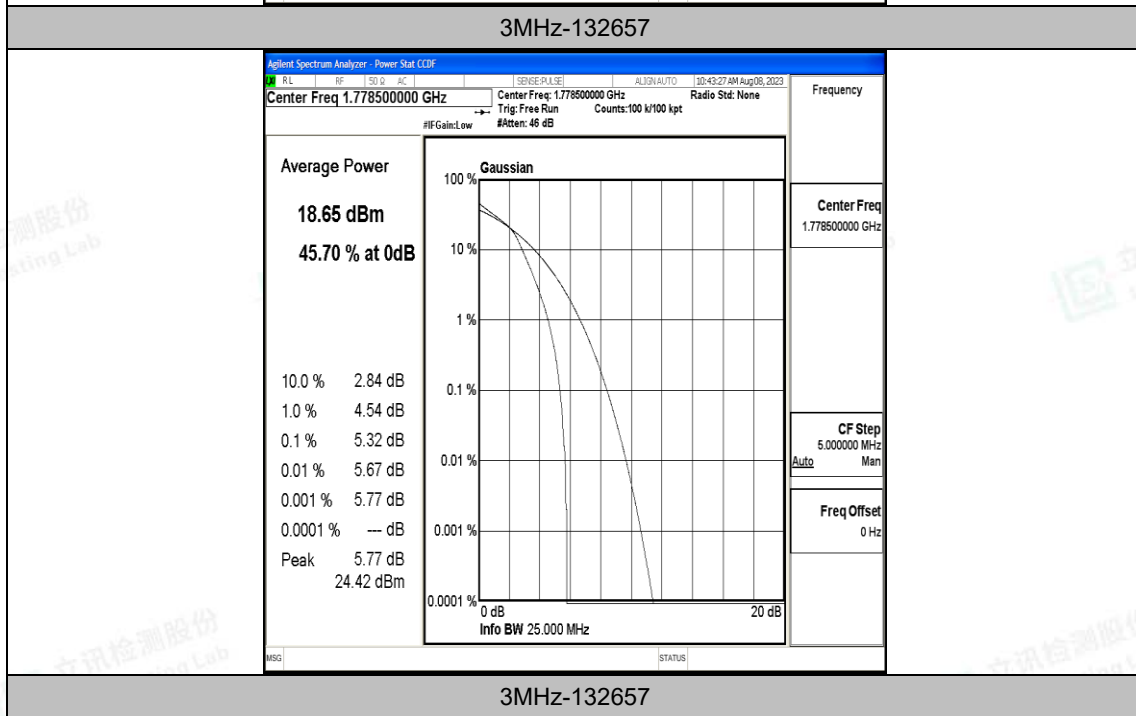 3MHz-132657
Agilent Spectrum Analyzer - Power Stat CCDF
LXI RL RF 50 Ω AC SENSE:PULSE ALIGN AUTO 10:43:27 AM Aug 08, 2023
Center Freq 1.778500000 GHz
Center Freq: 1.778500000 GHz Radio Std: None
Trig: Free Run Counts:100 k/100 kpt
#IFGain:Low #Atten: 46 dB
Frequency
Average Power
18.65 dBm
45.70 % at 0dB
10.0 % 2.84 dB
1.0 % 4.54 dB
0.1 % 5.32 dB
0.01 % 5.67 dB
0.001 % 5.77 dB
0.0001 % --- dB
Peak 5.77 dB
24.42 dBm
Gaussian
100 %
10 %
1 %
0.1 %
0.01 %
0.001 %
0.0001 %
0 dB 20 dB
Info BW 25.000 MHz
Center Freq
1.778500000 GHz
CF Step
5.000000 MHz
Auto Man
Freq Offset
0 Hz
MSG STATUS
3MHz-132657